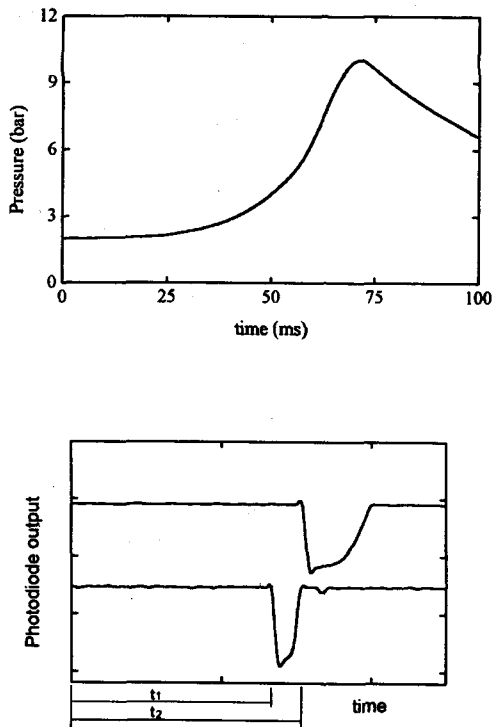 12
9
6
3
0
Pressure (bar)
0 25 50 75 100
time (ms)
Photodiode output
t1
t2
time